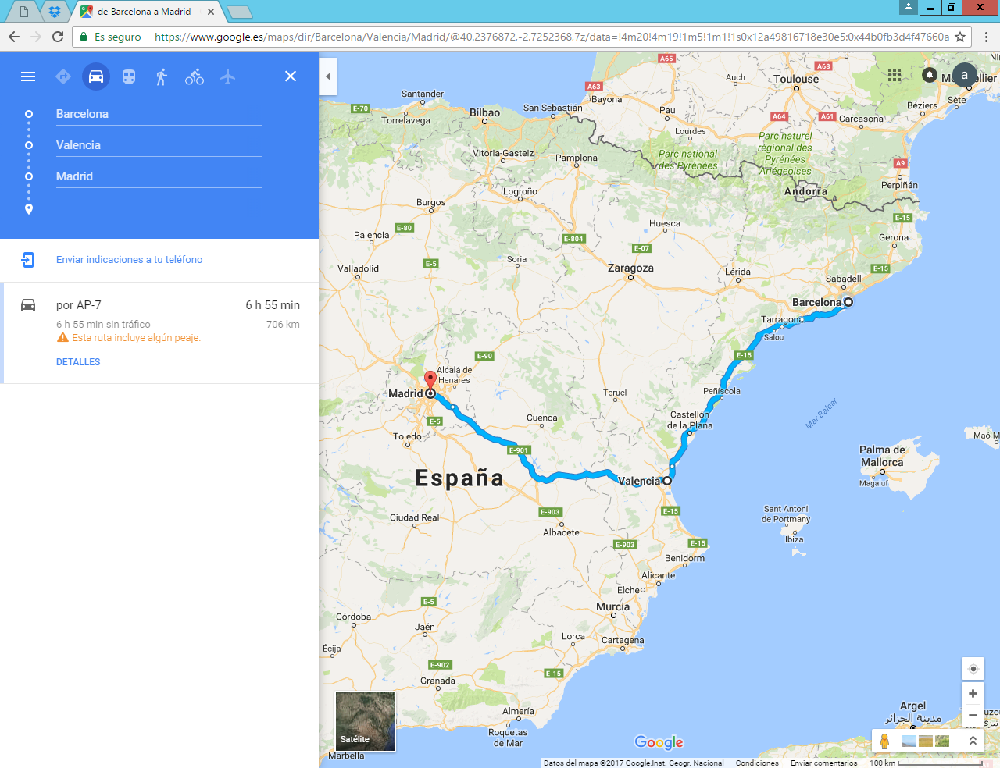 de Barcelona a Madrid -
Es seguro
https://www.google.es/maps/dir/Barcelona/Valencia/Madrid/@40.2376872,-2.7252368,7z/data=!4m20!4m19!1m5!1m1!1s0x12a49816718e30e5:0x44b0fb3d4f47660a
Barcelona
Valencia
Madrid
Enviar indicaciones a tu teléfono
por AP-7
6 h 55 min
6 h 55 min sin tráfico
706 km
Esta ruta incluye algún peaje.
DETALLES
A65
A68
Auch
Toulouse
a
Montpellier
Santander
A63
Bayona
Sète
E-70
Bilbao
San Sebastián
Béziers
Torrelavega
Pau
A64
A61
Carcasona
Lourdes
Parc naturel
régional des
Pyrénées
Ariégeoises
Vitoria-Gasteiz
Pamplona
Parc national
des Pyrénées
A9
Logroño
Andorra
Perpiñán
Burgos
E-15
Huesca
E-80
Palencia
E-804
Gerona
E-07
Soria
E-5
Valladolid
Zaragoza
Lérida
E-15
Sabadell
Barcelona
Tarragona
Salou
E-90
E-15
Alcalá de
Henares
Madrid
Teruel
Peñíscola
Cuenca
Castellón
de la Plana
Mar Balear
E-5
Toledo
Maó-M
E-901
Palma de
Mallorca
España
Valencia
Magaluf
E-903
E-15
Sant Antoni
de Portmany
Ciudad Real
Albacete
Ibiza
E-903
E-15
Benidorm
Alicante
Elche
E-5
Murcia
Córdoba
Jaén
Lorca
Cartagena
Écija
E-902
E-15
Granada
Argel
مدينة الجزائر
Almería
Satélite
Roquetas
de Mar
Google
Marbella
Datos del mapa ©2017 Google,Inst. Geogr. Nacional
Condiciones
Enviar comentarios
100 km